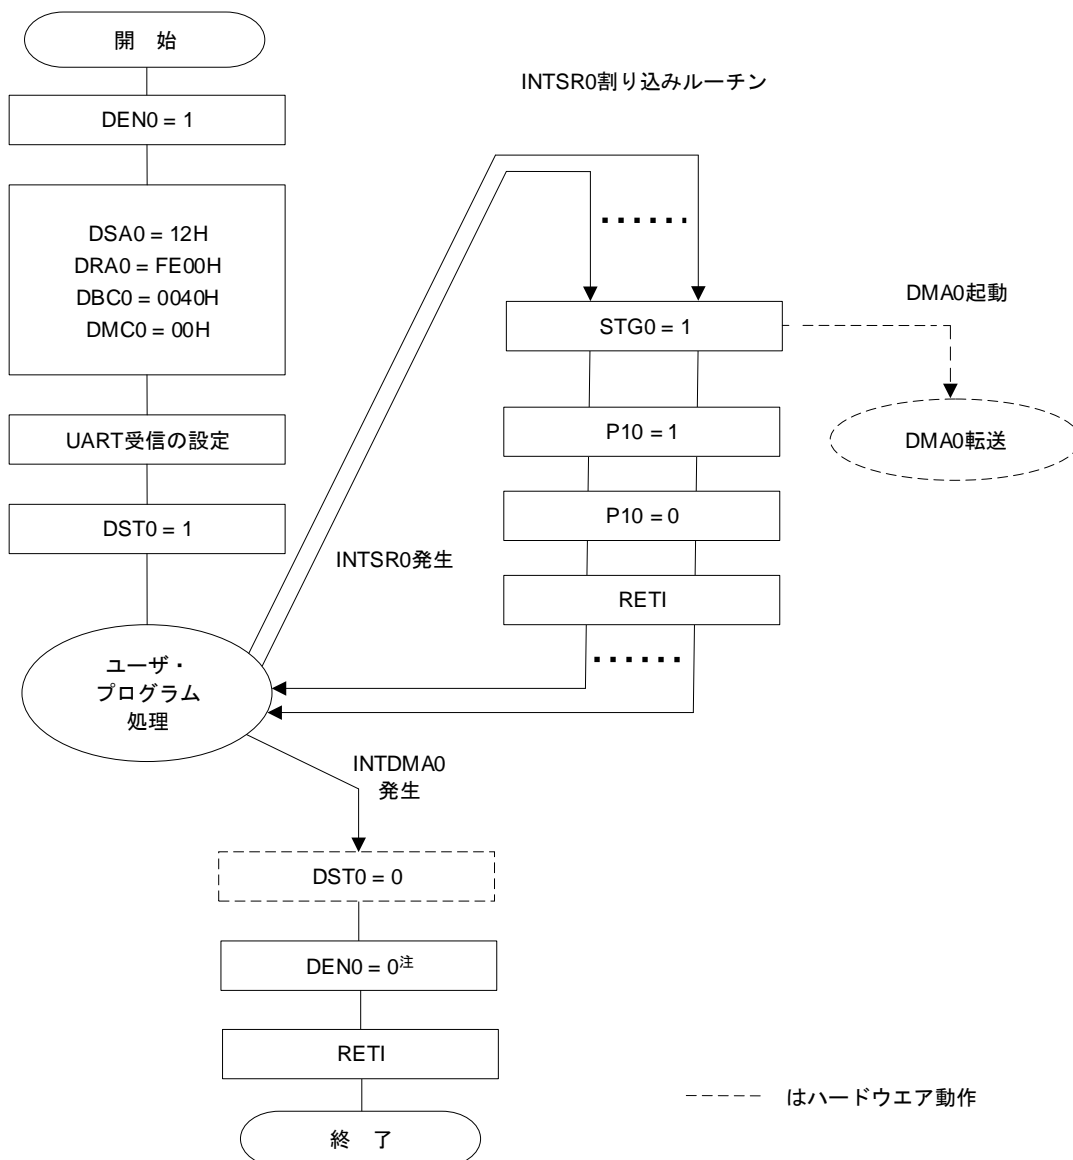 開 始
DEN0 = 1
DSA0 = 12H
DRA0 = FE00H
DBC0 = 0040H
DMC0 = 00H
UART受信の設定
DST0 = 1
ユーザ・
プログラム
処理
INTSR0発生
INTSR0割り込みルーチン
STG0 = 1
P10 = 1
P10 = 0
RETI
DMA0起動
DMA0転送
INTDMA0
発生
DST0 = 0
DEN0 = 0注
RETI
終 了
はハードウエア動作